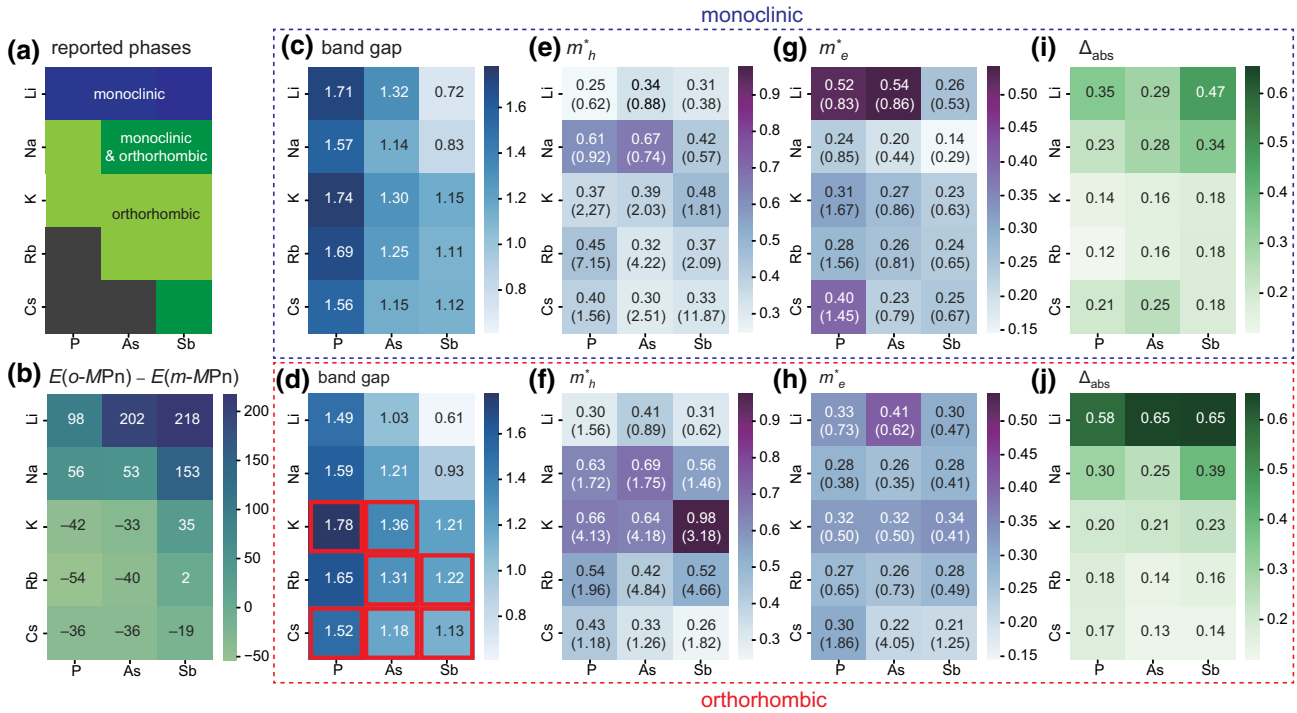 monoclinic
(a) reported phases
Li
Na
K
Rb
Cs
monoclinic
monoclinic
& orthorhombic
orthorhombic
P As Sb
(b) E(o-MPn) − E(m-MPn)
Li 98 202 218
Na 56 53 153
K −42 −33 35
Rb −54 −40 2
Cs −36 −36 −19
P As Sb
200
150
100
50
0
−50
(c) band gap
Li 1.71 1.32 0.72
Na 1.57 1.14 0.83
K 1.74 1.30 1.15
Rb 1.69 1.25 1.11
Cs 1.56 1.15 1.12
P As Sb
1.6
1.4
1.2
1.0
0.8
(e) m*h
0.25 0.34 0.31
(0.62) (0.88) (0.38)
0.61 0.67 0.42
(0.92) (0.74) (0.57)
0.37 0.39 0.48
(2,27) (2.03) (1.81)
0.45 0.32 0.37
(7.15) (4.22) (2.09)
0.40 0.30 0.33
(1.56) (2.51) (11.87)
Li
Na
K
Rb
Cs
P As Sb
0.9
0.8
0.7
0.6
0.5
0.4
0.3
(g) m*e
0.52 0.54 0.26
(0.83) (0.86) (0.53)
0.24 0.20 0.14
(0.85) (0.44) (0.29)
0.31 0.27 0.23
(1.67) (0.86) (0.63)
0.28 0.26 0.24
(1.56) (0.81) (0.65)
0.40 0.23 0.25
(1.45) (0.79) (0.67)
Li
Na
K
Rb
Cs
P As Sb
0.50
0.45
0.40
0.35
0.30
0.25
0.20
0.15
(i) Δabs
Li 0.35 0.29 0.47
Na 0.23 0.28 0.34
K 0.14 0.16 0.18
Rb 0.12 0.16 0.18
Cs 0.21 0.25 0.18
P As Sb
0.6
0.5
0.4
0.3
0.2
(d) band gap
Li 1.49 1.03 0.61
Na 1.59 1.21 0.93
K 1.78 1.36 1.21
Rb 1.65 1.31 1.22
Cs 1.52 1.18 1.13
P As Sb
1.6
1.4
1.2
1.0
0.8
(f) m*h
0.30 0.41 0.31
(1.56) (0.89) (0.62)
0.63 0.69 0.56
(1.72) (1.75) (1.46)
0.66 0.64 0.98
(4.13) (4.18) (3.18)
0.54 0.42 0.52
(1.96) (4.84) (4.66)
0.43 0.33 0.26
(1.18) (1.26) (1.82)
Li
Na
K
Rb
Cs
P As Sb
0.9
0.8
0.7
0.6
0.5
0.4
0.3
(h) m*e
0.33 0.41 0.30
(0.73) (0.62) (0.47)
0.28 0.26 0.28
(0.38) (0.35) (0.41)
0.32 0.32 0.34
(0.50) (0.50) (0.41)
0.27 0.26 0.28
(0.65) (0.73) (0.49)
0.30 0.22 0.21
(1.86) (4.05) (1.25)
Li
Na
K
Rb
Cs
P As Sb
0.50
0.45
0.40
0.35
0.30
0.25
0.20
0.15
(j) Δabs
Li 0.58 0.65 0.65
Na 0.30 0.25 0.39
K 0.20 0.21 0.23
Rb 0.18 0.14 0.16
Cs 0.17 0.13 0.14
P As Sb
0.6
0.5
0.4
0.3
0.2
orthorhombic